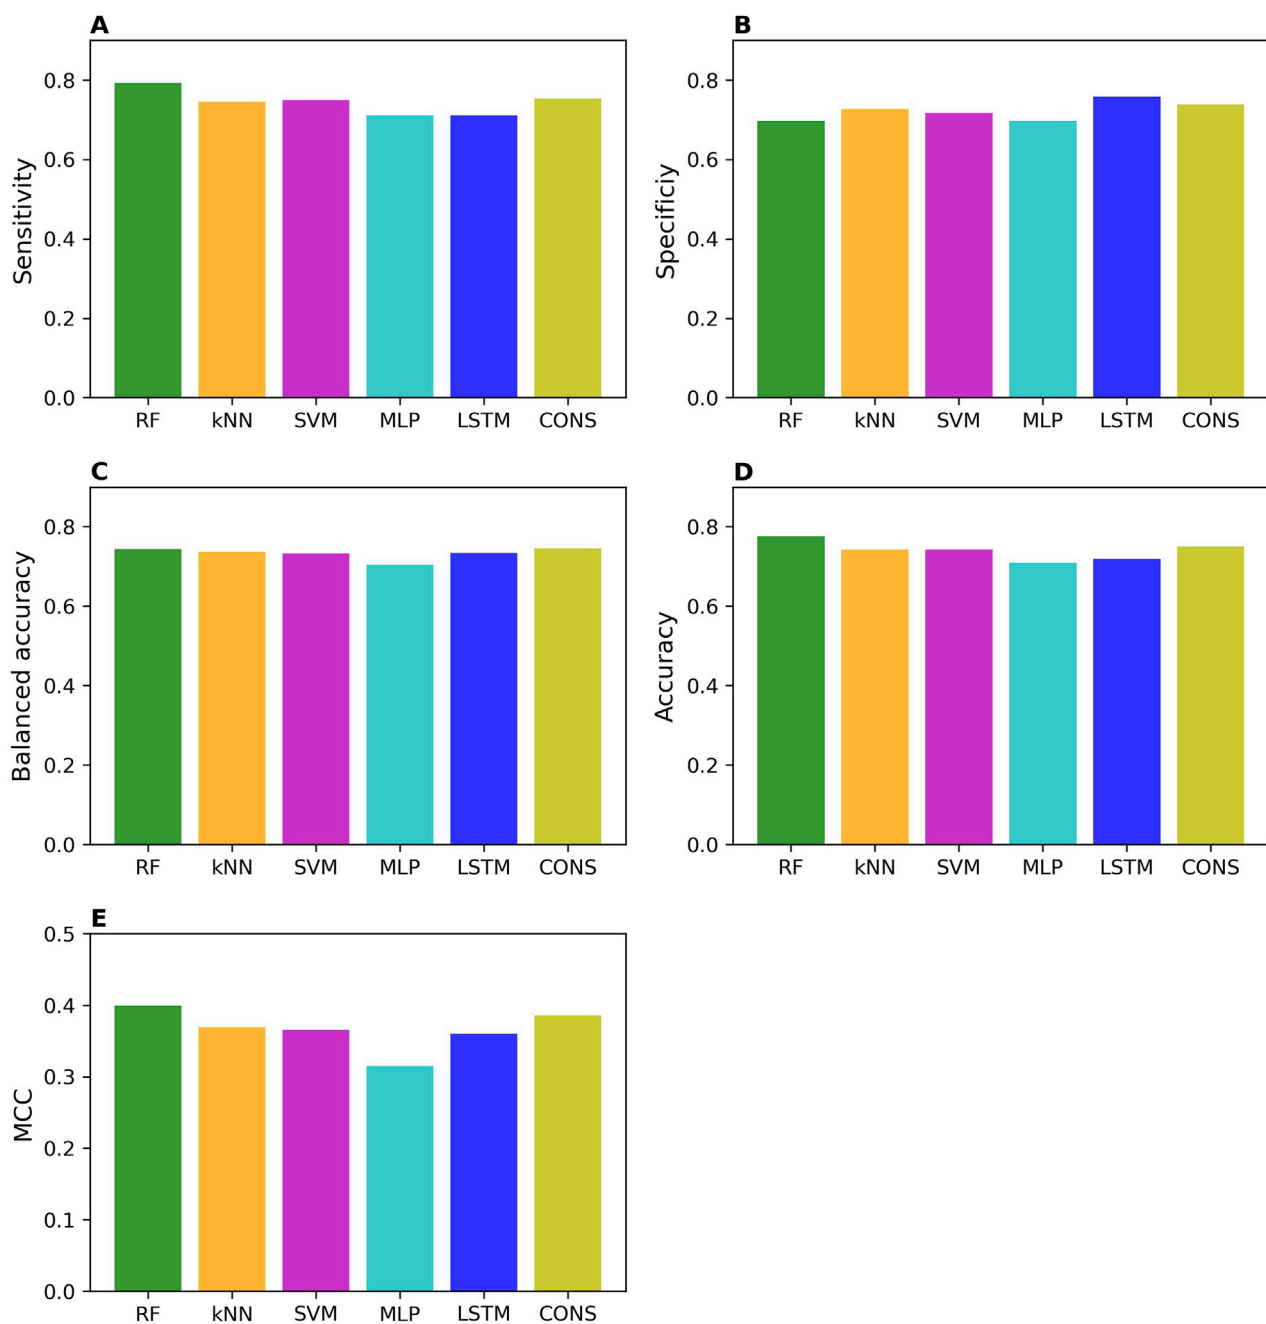 A
Sensitivity
0.8
0.6
0.4
0.2
0.0
RF kNN SVM MLP LSTM CONS
B
Specificiy
0.8
0.6
0.4
0.2
0.0
RF kNN SVM MLP LSTM CONS
C
Balanced accuracy
0.8
0.6
0.4
0.2
0.0
RF kNN SVM MLP LSTM CONS
D
Accuracy
0.8
0.6
0.4
0.2
0.0
RF kNN SVM MLP LSTM CONS
E
MCC
0.5
0.4
0.3
0.2
0.1
0.0
RF kNN SVM MLP LSTM CONS